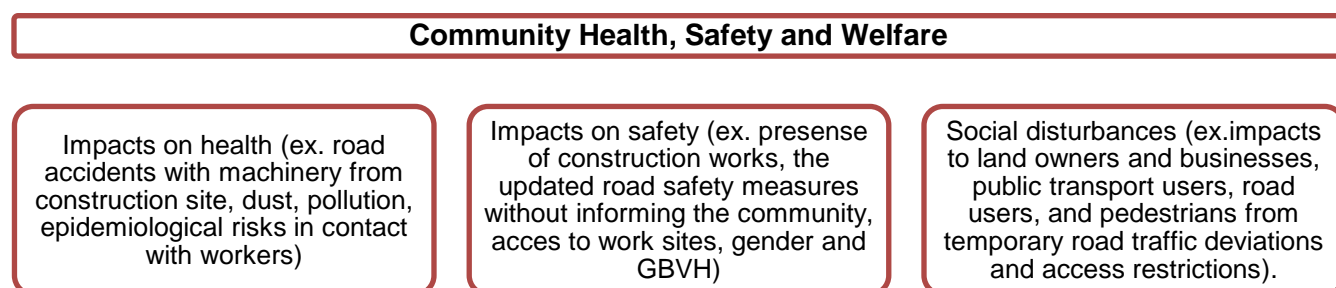 Community Health, Safety and Welfare
Impacts on health (ex. road
accidents with machinery from
construction site, dust, pollution,
epidemiological risks in contact
with workers)
Impacts on safety (ex. presense
of construction works, the
updated road safety measures
without informing the community,
acces to work sites, gender and
GBVH)
Social disturbances (ex.impacts
to land owners and businesses,
public transport users, road
users, and pedestrians from
temporary road traffic deviations
and access restrictions).